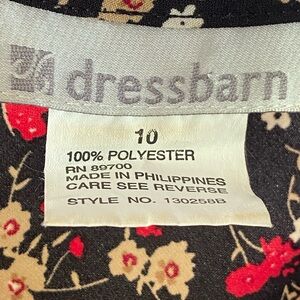 dressbarn
10
100% POLYESTER
RN 89700
MADE IN PHILIPPINES
CARE SEE REVERSE
STYLE NO. 130258B